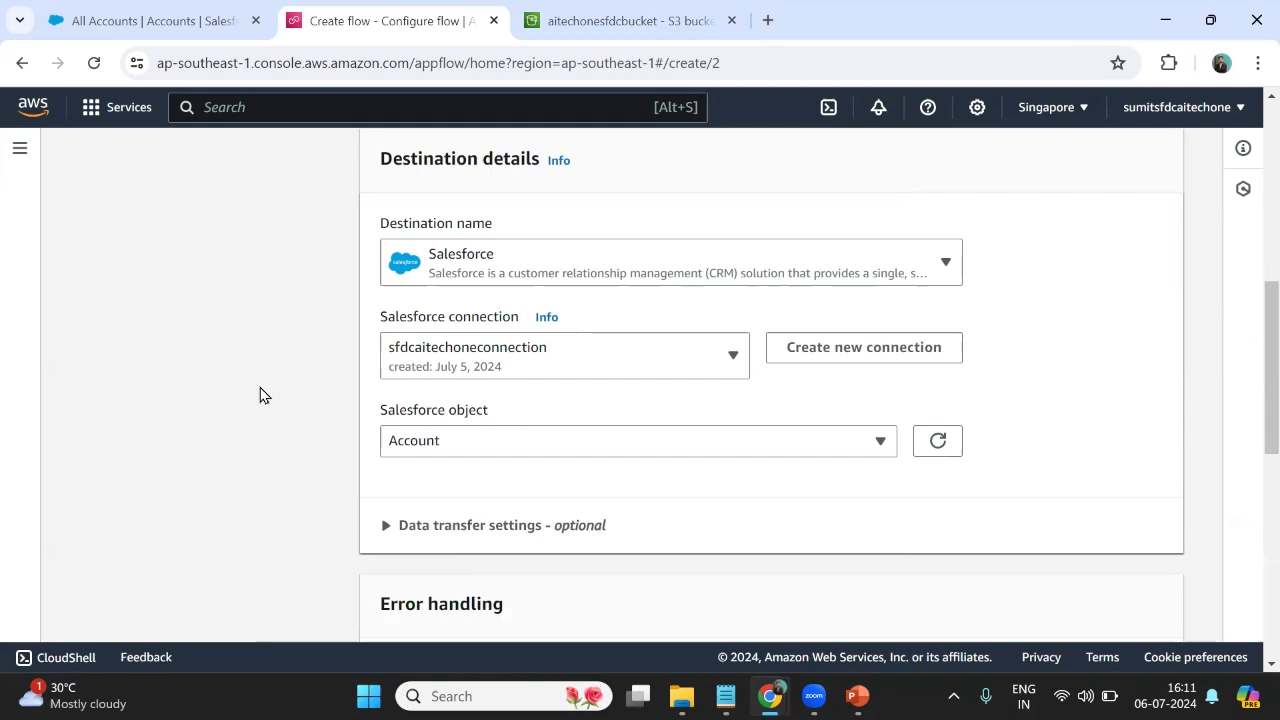 All Accounts | Accounts | Salesf
Create flow - Configure flow | A
aitechonesfdcbucket - S3 bucke
ap-southeast-1.console.aws.amazon.com/appflow/home?region=ap-southeast-1#/create/2
aws
Services
Search
[Alt+S]
Singapore
sumitsfdcaitechone
Destination details
Info
Destination name
salesforce
Salesforce
Salesforce is a customer relationship management (CRM) solution that provides a single, s...
Salesforce connection
Info
sfdcaitechoneconnection
created: July 5, 2024
Create new connection
Salesforce object
Account
Data transfer settings - optional
Error handling
CloudShell
Feedback
© 2024, Amazon Web Services, Inc. or its affiliates.
Privacy
Terms
Cookie preferences
1
30°C
Mostly cloudy
Search
zoom
ENG
IN
16:11
06-07-2024
PRE